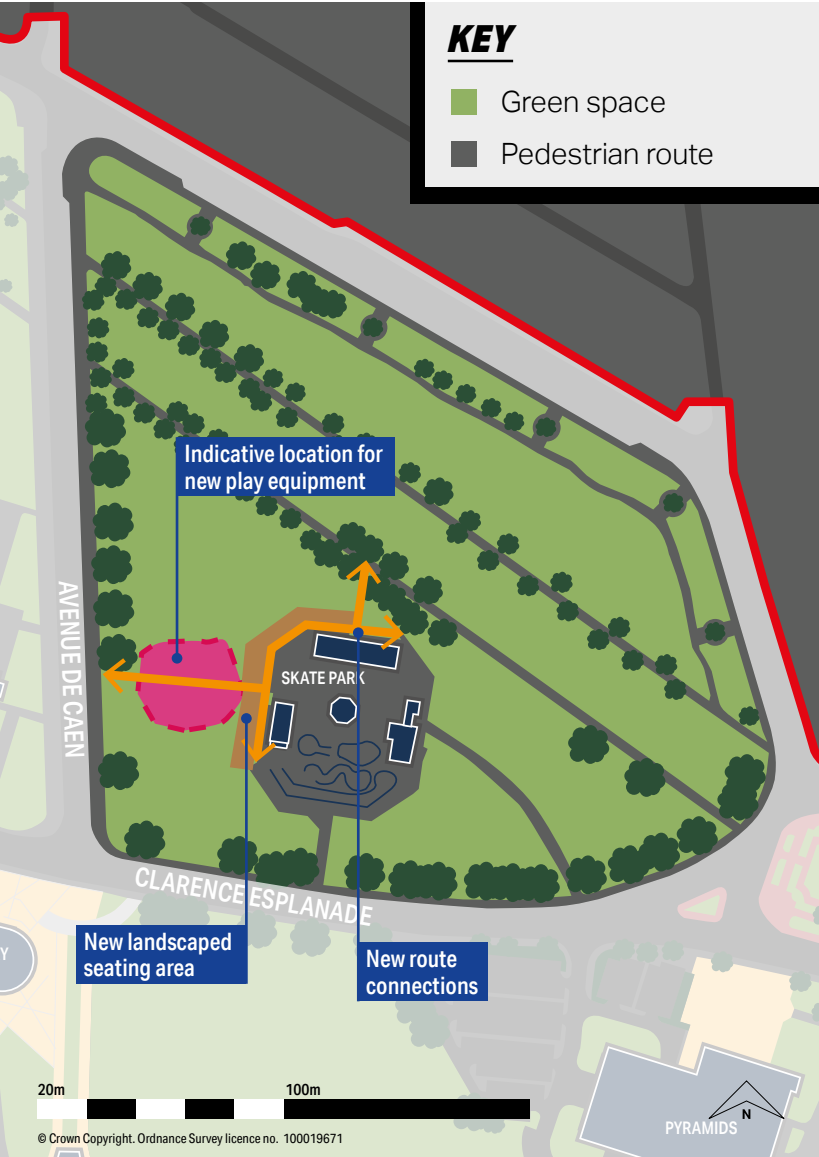 KEY
Green space
Pedestrian route
Indicative location for
new play equipment
AVENUE DE CAEN
SKATE PARK
CLARENCE ESPLANADE
Y
New landscaped
seating area
New route
connections
20m
100m
N
PYRAMIDS
© Crown Copyright. Ordnance Survey licence no. 100019671